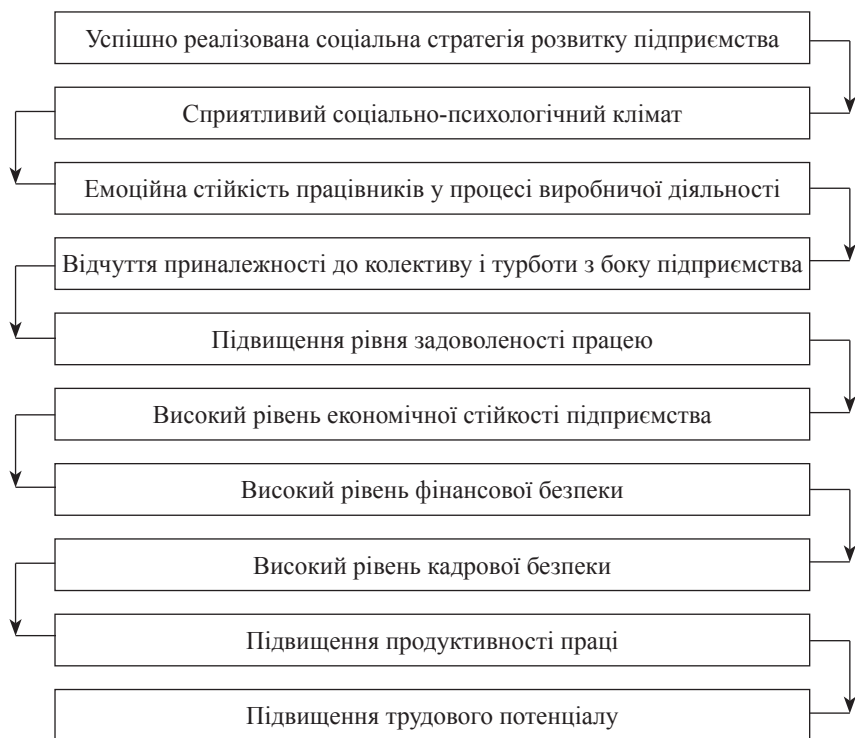 Успішно реалізована соціальна стратегія розвитку підприємства
Сприятливий соціально-психологічний клімат
Емоційна стійкість працівників у процесі виробничої діяльності
Відчуття приналежності до колективу і турботи з боку підприємства
Підвищення рівня задоволеності працею
Високий рівень економічної стійкості підприємства
Високий рівень фінансової безпеки
Високий рівень кадрової безпеки
Підвищення продуктивності праці
Підвищення трудового потенціалу